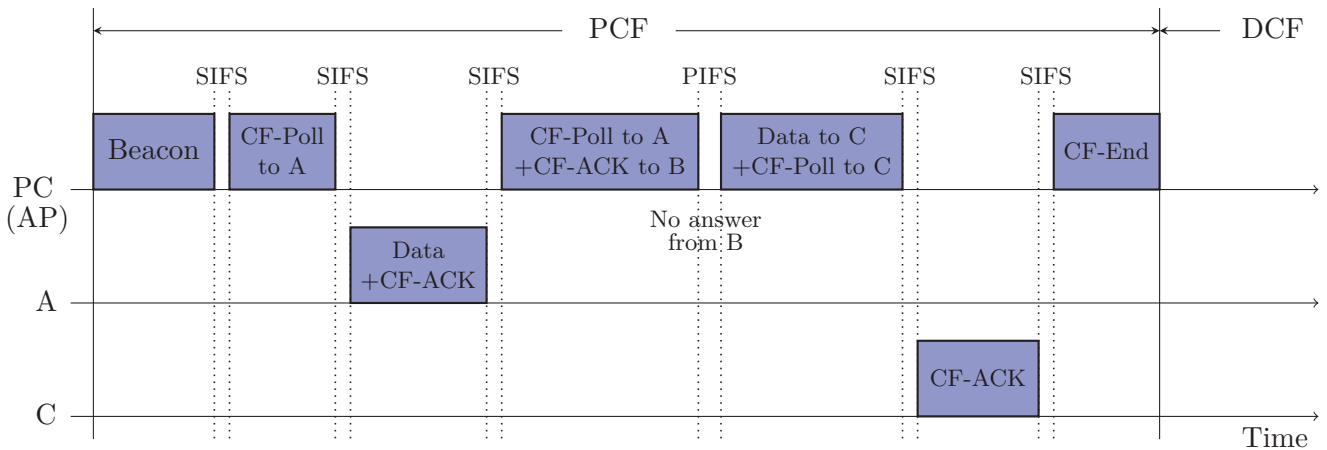 PCF
DCF
SIFS SIFS SIFS PIFS SIFS SIFS
Beacon
CF-Poll
to A
CF-Poll to A
+CF-ACK to B
Data to C
+CF-Poll to C
CF-End
PC
(AP)
No answer
from B
Data
+CF-ACK
A
CF-ACK
C
Time